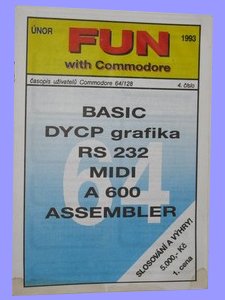 ÚNOR
FUN
1993
with Commodore
časopis uživatelů Commodore 64/128
4. číslo
BASIC
DYCP grafika
RS 232
MIDI
A 600
ASSEMBLER
64
SLOSOVÁNÍ A VÝHRY!
5.000,- Kč
1. cena